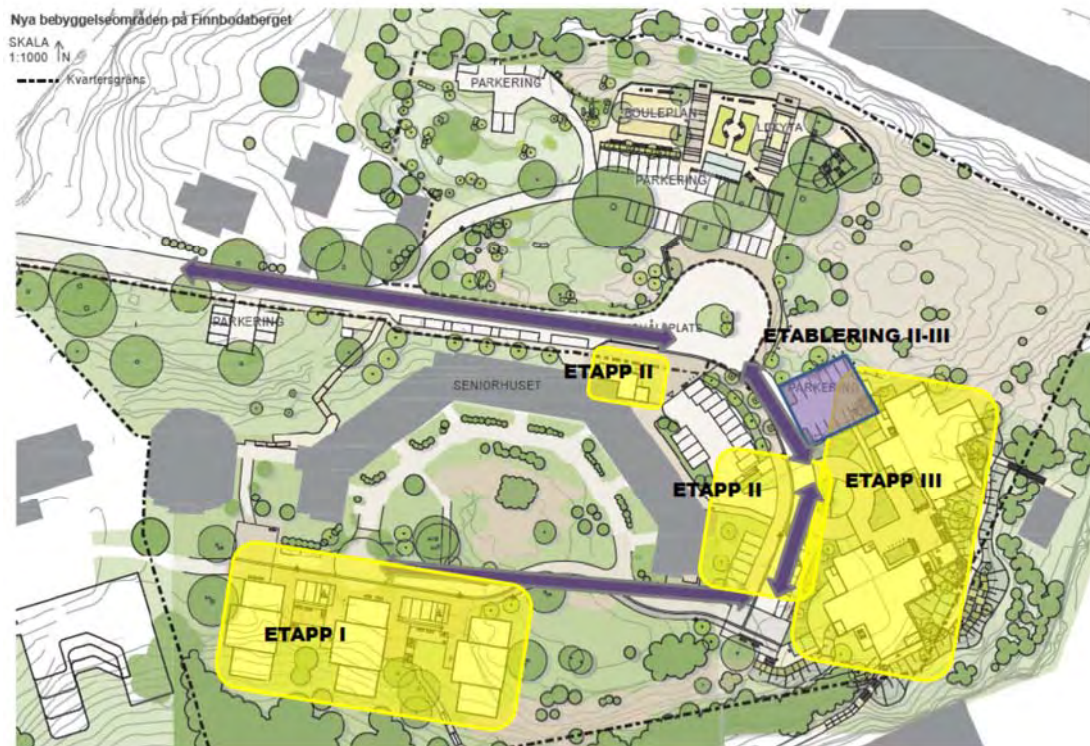 Nya bebyggelseområden på Finnbodaberget
SKALA
1:1000 N
Kvartersgräns
PARKERING
BOULEPLAN
LEKYTA
PARKERING
PARKERING
ETABLERING II-III
ETAPP II
SENIORHUSET
PARKERING
ETAPP II
ETAPP III
ETAPP I